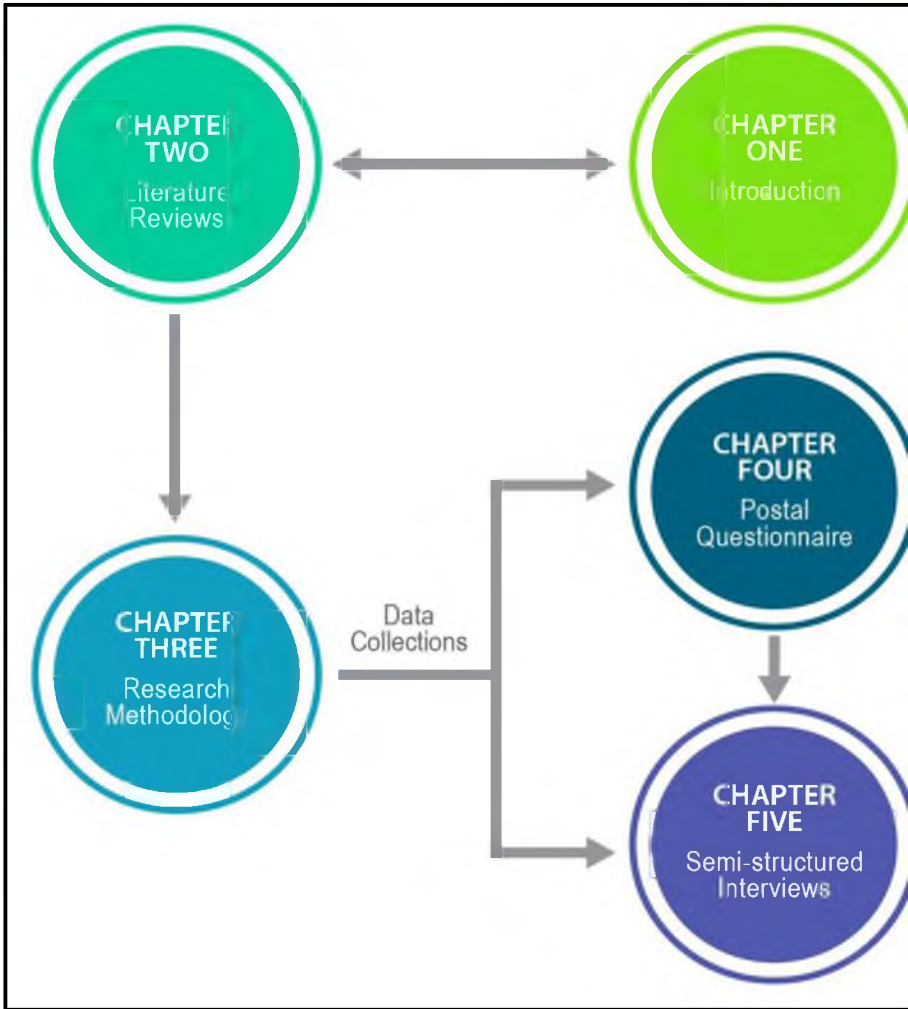 CHAPTER
TWO
Literature
Reviews
CHAPTER
ONE
Introduction
CHAPTER
FOUR
Postal
Questionnaire
CHAPTER
THREE
Research
Methodology
Data
Collections
CHAPTER
FIVE
Semi-structured
Interviews